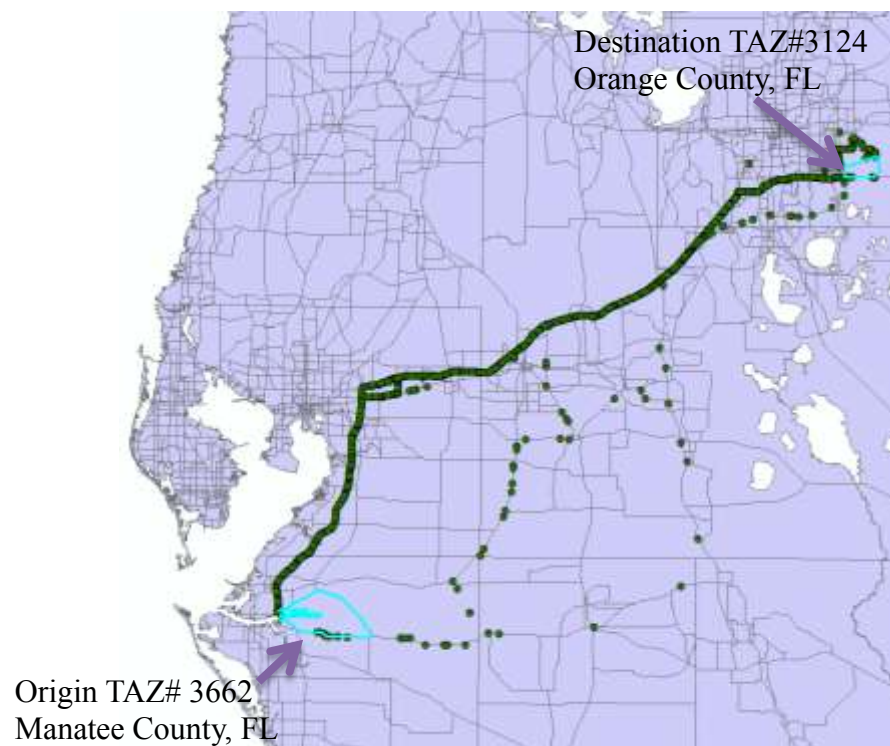 Destination TAZ#3124
Orange County, FL
Origin TAZ# 3662
Manatee County, FL